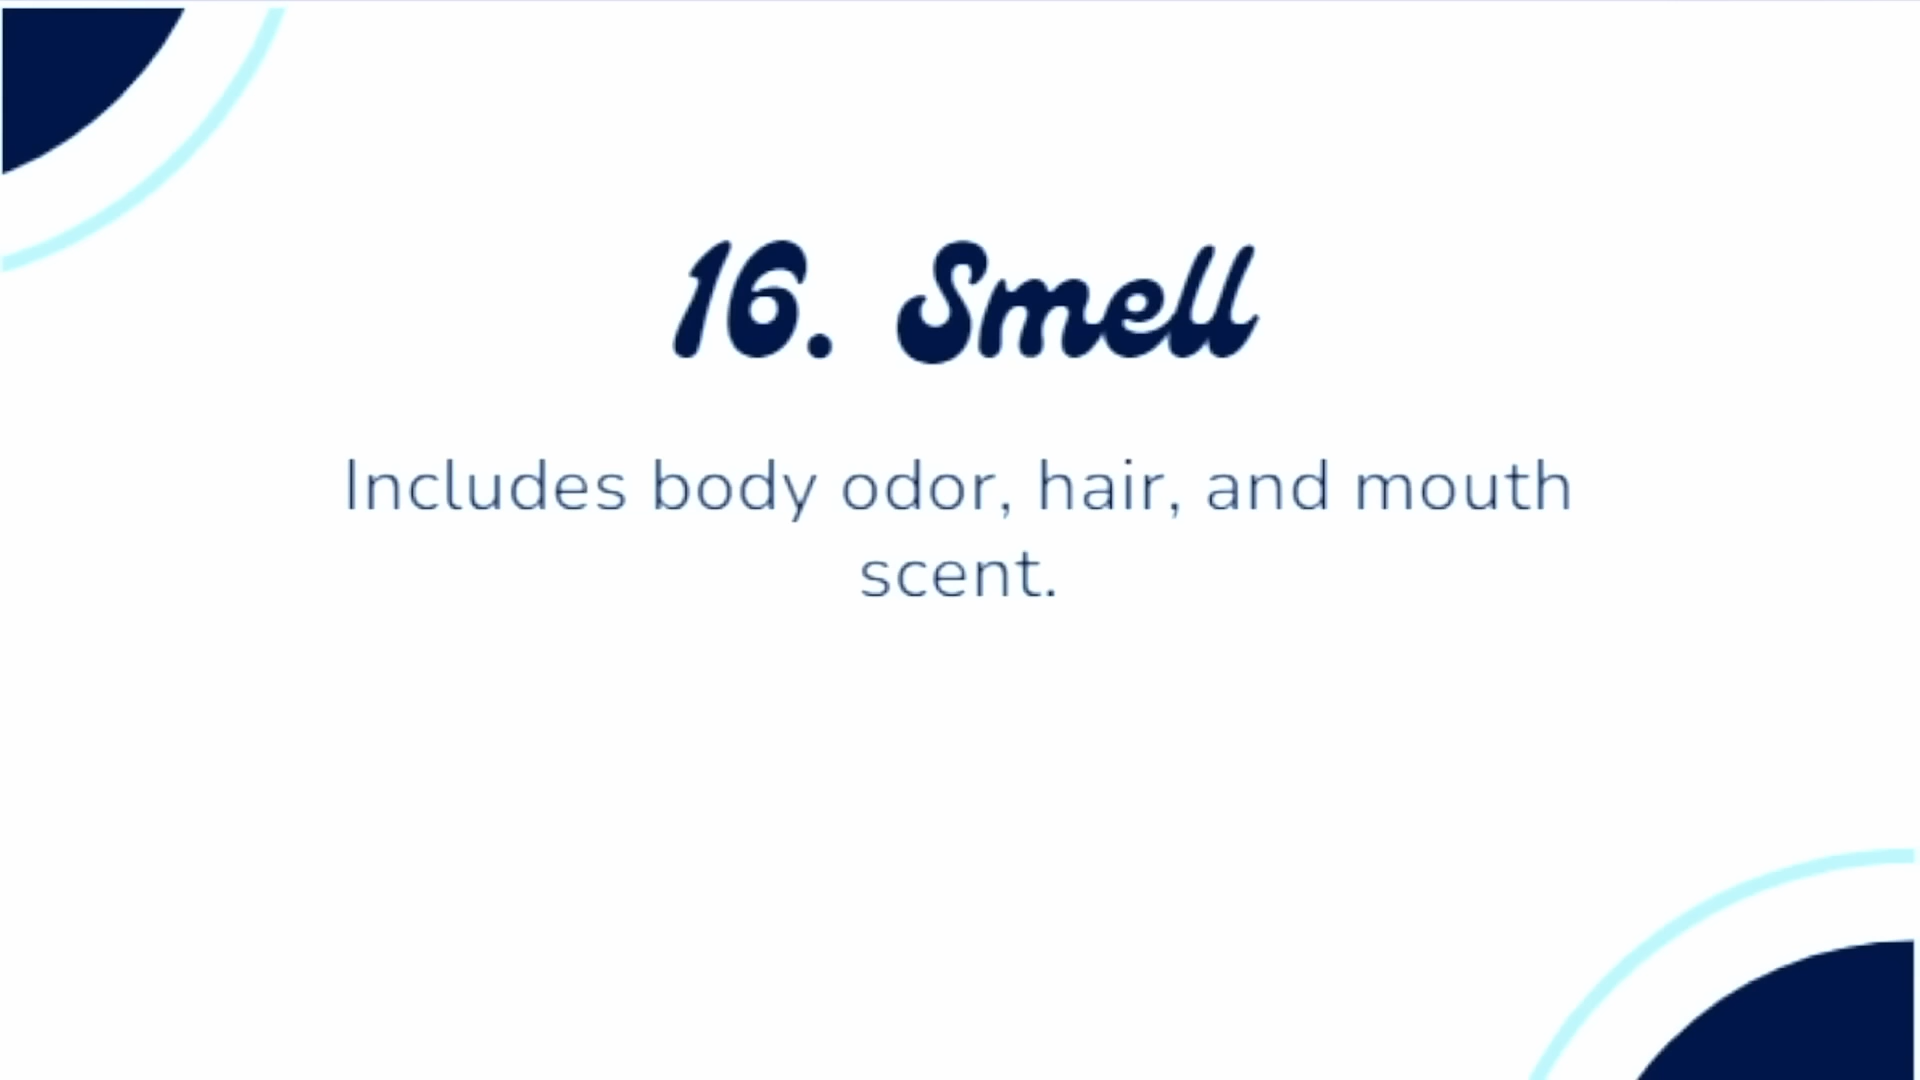 16. Smell
Includes body odor, hair, and mouth
scent.